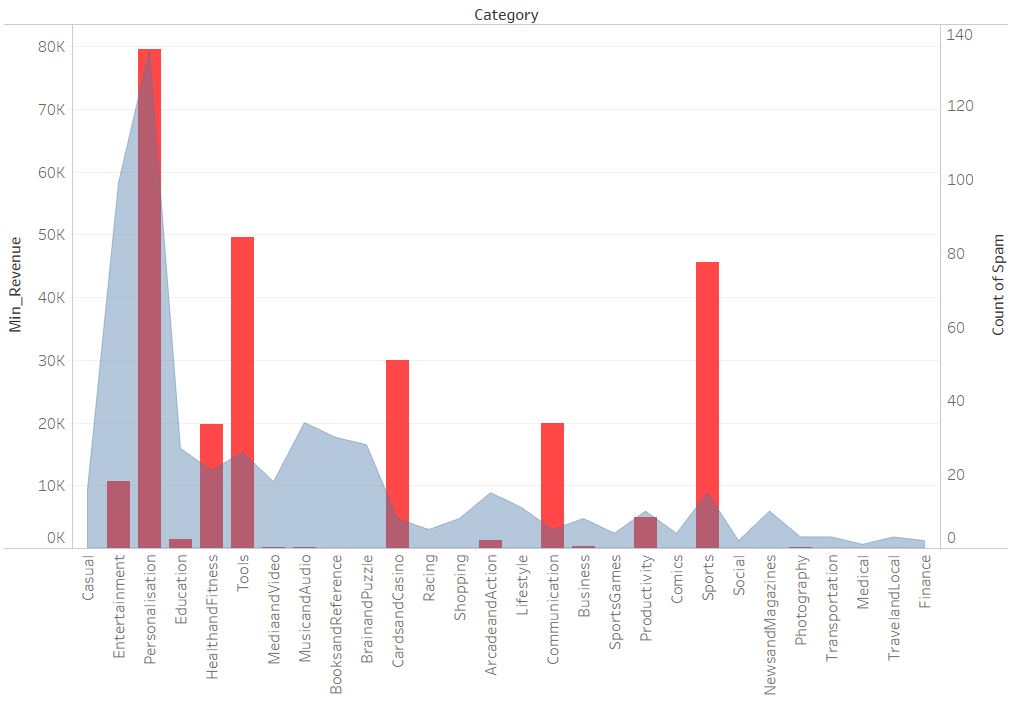 Category
80K
70K
60K
50K
40K
30K
20K
10K
0K
Min_Revenue
140
120
100
80
60
40
20
0
Count of Spam
Casual
Entertainment
Personalisation
Education
HealthandFitness
Tools
MediaandVideo
MusicandAudio
BooksandReference
BrainandPuzzle
CardsandCasino
Racing
Shopping
ArcadeandAction
Lifestyle
Communication
Business
SportsGames
Productivity
Comics
Sports
Social
NewsandMagazines
Photography
Transportation
Medical
TravelandLocal
Finance